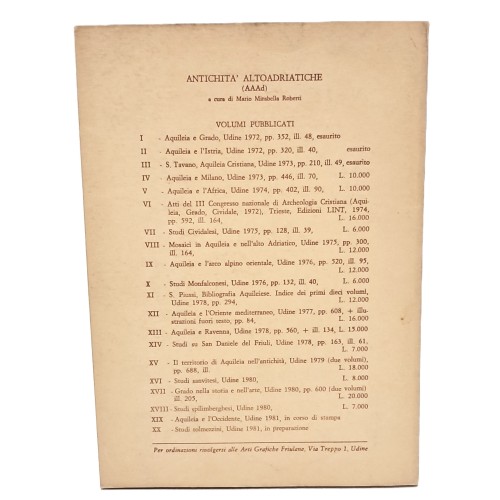 ANTICHITA' ALTOADRIATICHE
(AAAd)
a cura di Mario Mirabella Roberti
VOLUMI PUBBLICATI
I - Aquileia e Grado, Udine 1972, pp. 352, ill. 48, esaurito
II - Aquileia e l'Istria, Udine 1972, pp. 320, ill. 40, esaurito
III - S. Tavano, Aquileia Cristiana, Udine 1973, pp. 210, ill. 49, esaurito
IV - Aquileia e Milano, Udine 1973, pp. 446, ill. 70, L. 10.000
V - Aquileia e l'Africa, Udine 1974, pp. 402, ill. 90, L. 10.000
VI - Atti del III Congresso nazionale di Archeologia Cristiana (Aqui-
leia, Grado, Cividale, 1972), Trieste, Edizioni LINT, 1974,
pp. 592, ill. 164, L. 16.000
VII - Studi Cividalesi, Udine 1975, pp. 128, ill. 39, L. 6.000
VIII - Mosaici in Aquileia e nell'alto Adriatico, Udine 1975, pp. 300,
ill. 164, L. 12.000
IX - Aquileia e l'arco alpino orientale, Udine 1976, pp. 520, ill. 95,
L. 12.000
X - Studi Monfalconesi, Udine 1976, pp. 132, ill. 40, L. 6.000
XI - S. Piussi, Bibliografia Aquileiese. Indice dei primi dieci volumi,
Udine 1978, pp. 294, L. 12.000
XII - Aquileia e l'Oriente mediterraneo, Udine 1977, pp. 608, + illu-
strazioni fuori testo, pp. 84, L. 16.000
XIII - Aquileia e Ravenna, Udine 1978, pp. 560, + ill. 134, L. 15.000
XIV - Studi su San Daniele del Friuli, Udine 1978, pp. 163, ill. 61,
L. 7.000
XV - Il territorio di Aquileia nell'antichità, Udine 1979 (due volumi),
pp. 688, ill. L. 18.000
XVI - Studi sanvitesi, Udine 1980, L. 8.000
XVII - Grado nella storia e nell'arte, Udine 1980, pp. 600 (due volumi)
ill. 205, L. 20.000
XVIII - Studi spilimberghesi, Udine 1980, L. 7.000
XIX - Aquileia e l'Occidente, Udine 1981, in corso di stampa
XX - Studi tolmezzini, Udine 1981, in preparazione
Per ordinazioni rivolgersi alle Arti Grafiche Friulane, Via Treppo 1, Udine